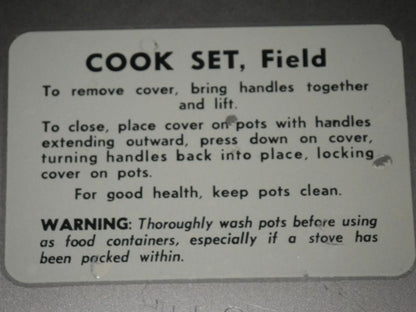 COOK SET, Field
To remove cover, bring handles together
and lift.
To close, place cover on pots with handles
extending outward, press down on cover,
turning handles back into place, locking
cover on pots.
For good health, keep pots clean.
WARNING: Thoroughly wash pots before using
as food containers, especially if a stove has
been packed within.